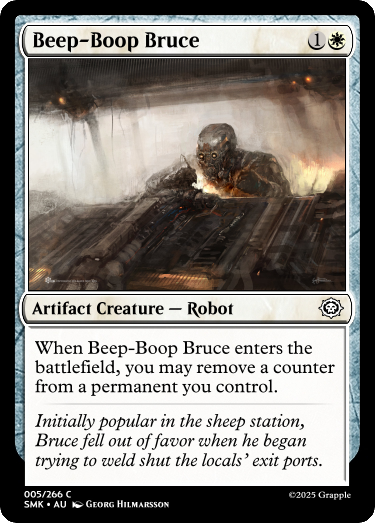 Beep-Boop Bruce 1
Artifact Creature — Robot
When Beep-Boop Bruce enters the
battlefield, you may remove a counter
from a permanent you control.
Initially popular in the sheep station,
Bruce fell out of favor when he began
trying to weld shut the locals' exit ports.
005/266 C
SMK • AU Georg Hilmarsson
©2025 Grapple